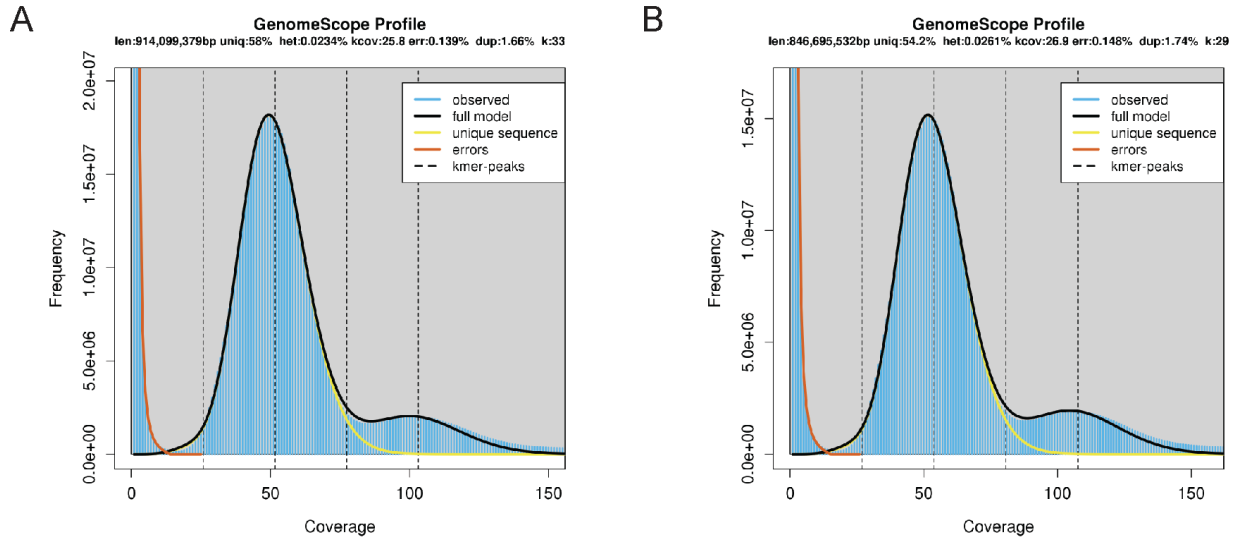 A
GenomeScope Profile
len:914,099,379bp uniq:58% het:0.0234% kcov:25.8 err:0.139% dup:1.66% k:33
2.0e+07
1.5e+07
1.0e+07
5.0e+06
0.0e+00
Frequency
observed
full model
unique sequence
errors
kmer-peaks
0
50
100
150
Coverage
B
GenomeScope Profile
len:846,695,532bp uniq:54.2% het:0.0261% kcov:26.9 err:0.148% dup:1.74% k:29
1.5e+07
1.0e+07
5.0e+06
0.0e+00
Frequency
observed
full model
unique sequence
errors
kmer-peaks
0
50
100
150
Coverage